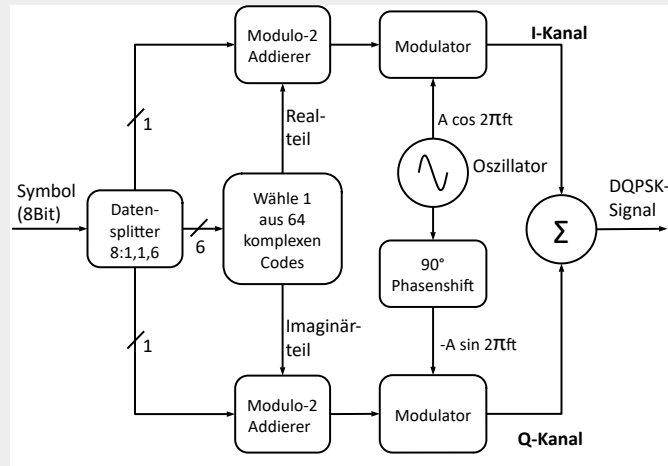 Modulo-2
Addierer
Modulator
I-Kanal
1
Real-
teil
A cos 2πft
Oszillator
Symbol
(8Bit)
Daten-
splitter
8:1,1,6
6
Wähle 1
aus 64
komplexen
Codes
90°
Phasenshift
Σ
DQPSK-
Signal
1
Imaginär-
teil
-A sin 2πft
Modulo-2
Addierer
Modulator
Q-Kanal